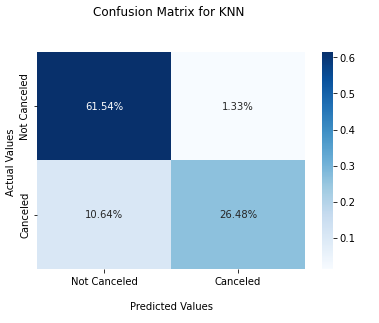 Confusion Matrix for KNN
Actual Values
Not Canceled
Canceled
61.54%
1.33%
10.64%
26.48%
Not Canceled
Canceled
Predicted Values
0.6
0.5
0.4
0.3
0.2
0.1